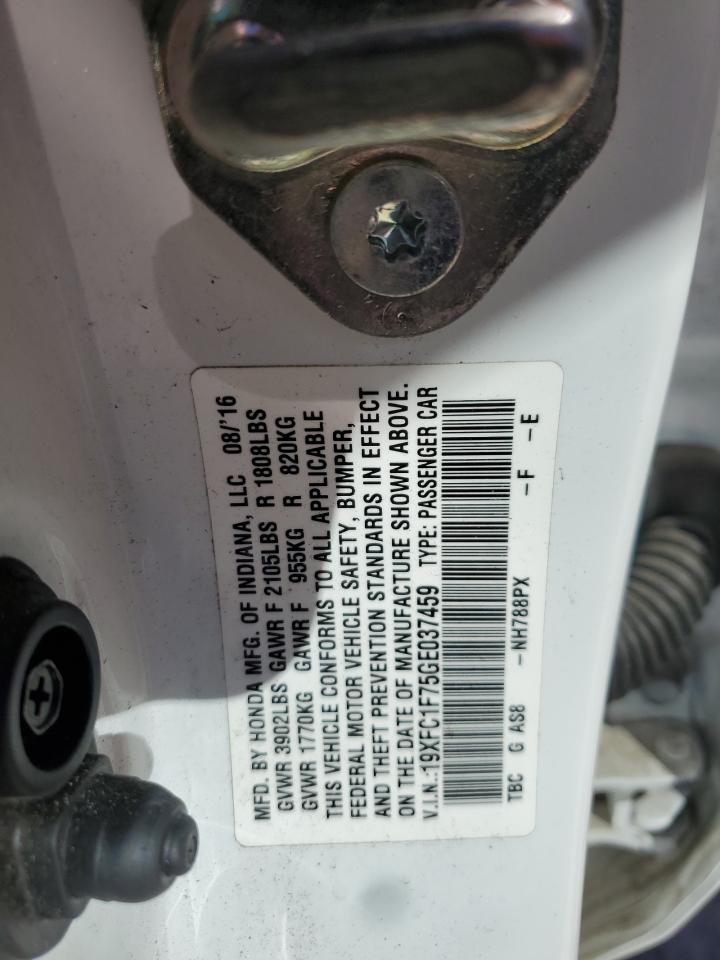 MFD. BY HONDA MFG. OF INDIANA, LLC 08/'16
GVWR 3902LBS GAWR F 2105LBS R 1808LBS
GVWR 1770KG GAWR F 955KG R 820KG
THIS VEHICLE CONFORMS TO ALL APPLICABLE
FEDERAL MOTOR VEHICLE SAFETY, BUMPER,
AND THEFT PREVENTION STANDARDS IN EFFECT
ON THE DATE OF MANUFACTURE SHOWN ABOVE.
V.I.N.:19XFC1F75GE037459 TYPE: PASSENGER CAR
TBC G AS8 -NH788PX -F -E